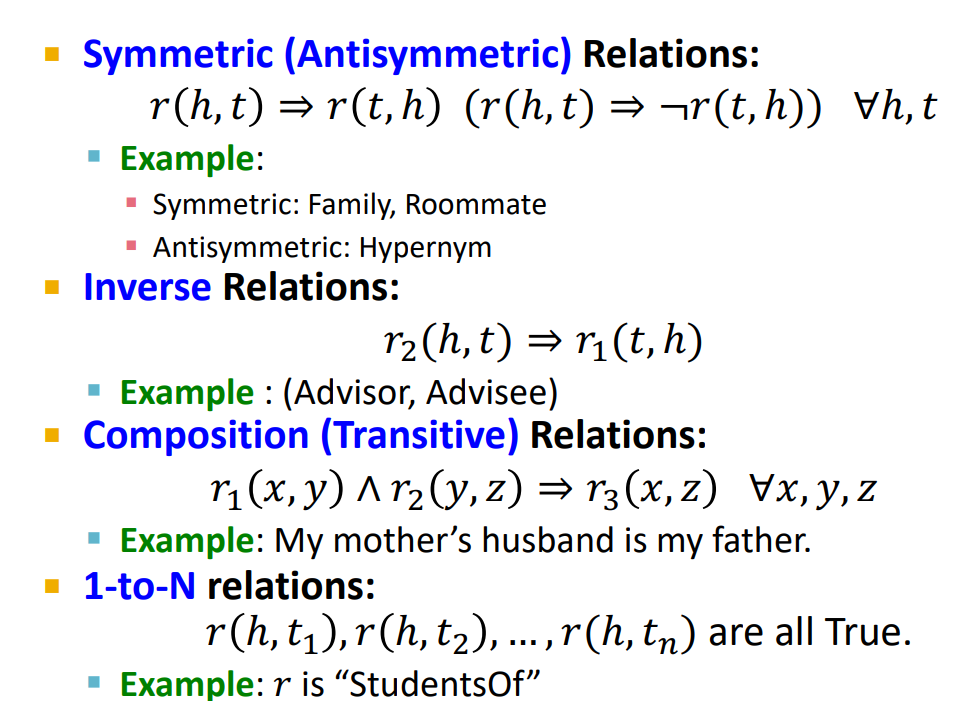 ▪ Symmetric (Antisymmetric) Relations:
r(h, t) ⇒ r(t, h) (r(h, t) ⇒ ¬r(t, h)) ∀h, t
▪ Example:
▪ Symmetric: Family, Roommate
▪ Antisymmetric: Hypernym
▪ Inverse Relations:
r₂(h, t) ⇒ r₁(t, h)
▪ Example : (Advisor, Advisee)
▪ Composition (Transitive) Relations:
r₁(x, y) ∧ r₂(y, z) ⇒ r₃(x, z) ∀x, y, z
▪ Example: My mother’s husband is my father.
▪ 1-to-N relations:
r(h, t₁), r(h, t₂), … , r(h, tₙ) are all True.
▪ Example: r is “StudentsOf”